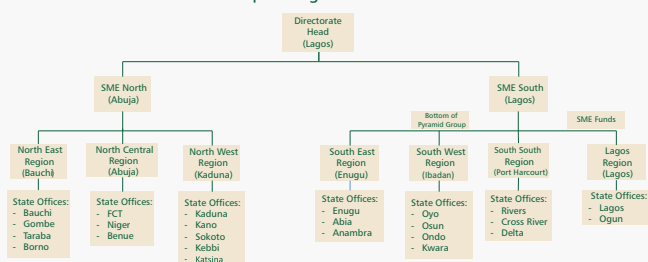 Directorate
Head
(Lagos)
SME North
(Abuja)
SME South
(Lagos)
Bottom of
Pyramid Group
SME Funds
North East
Region
(Bauchi)
North Central
Region
(Abuja)
North West
Region
(Kaduna)
South East
Region
(Enugu)
South West
Region
(Ibadan)
South South
Region
(Port Harcourt)
Lagos
Region
(Lagos)
State Offices:
- Bauchi
- Gombe
- Taraba
- Borno
State Offices:
- FCT
- Niger
- Benue
State Offices:
- Kaduna
- Kano
- Sokoto
- Kebbi
- Katsina
State Offices:
- Enugu
- Abia
- Anambra
State Offices:
- Oyo
- Osun
- Ondo
- Kwara
State Offices:
- Rivers
- Cross River
- Delta
State Offices:
- Lagos
- Ogun